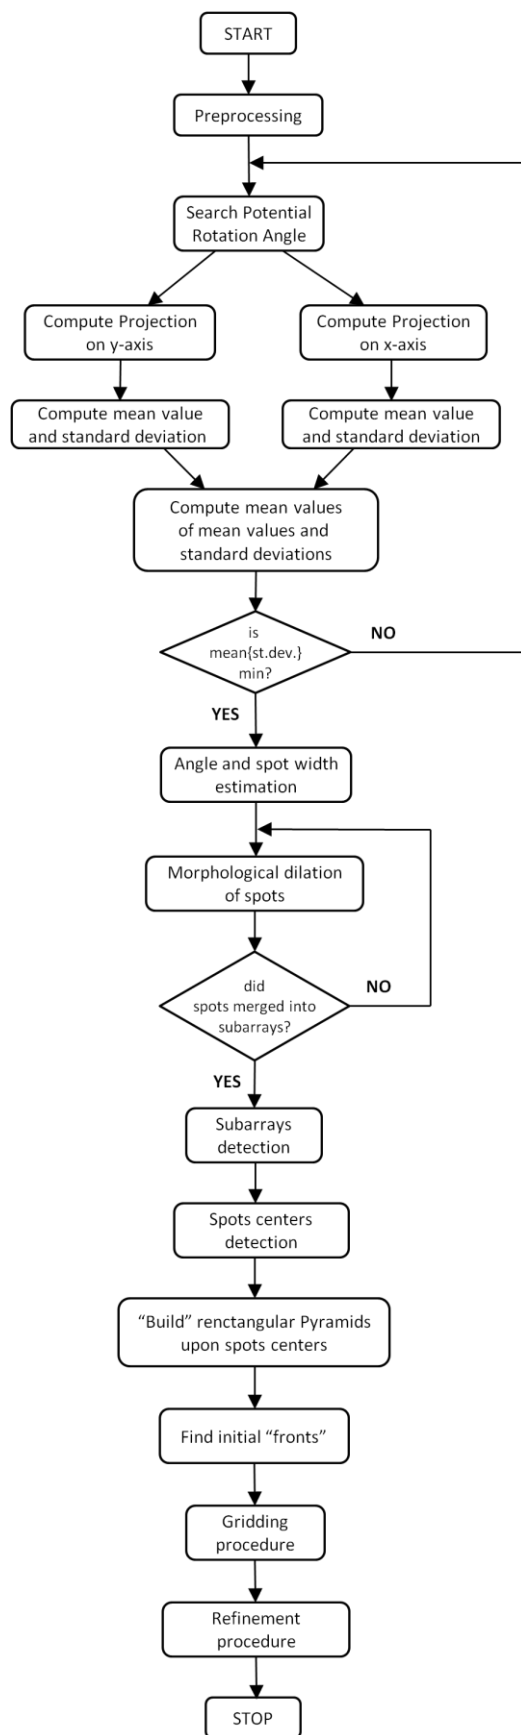 START
Preprocessing
Search Potential
Rotation Angle
Compute Projection
on y-axis
Compute Projection
on x-axis
Compute mean value
and standard deviation
Compute mean value
and standard deviation
Compute mean values
of mean values and
standard deviations
is
mean{st.dev.}
min?
NO
YES
Angle and spot width
estimation
Morphological dilation
of spots
did
spots merged into
subarrays?
NO
YES
Subarrays
detection
Spots centers
detection
“Build” renctangular Pyramids
upon spots centers
Find initial “fronts”
Gridding
procedure
Refinement
procedure
STOP